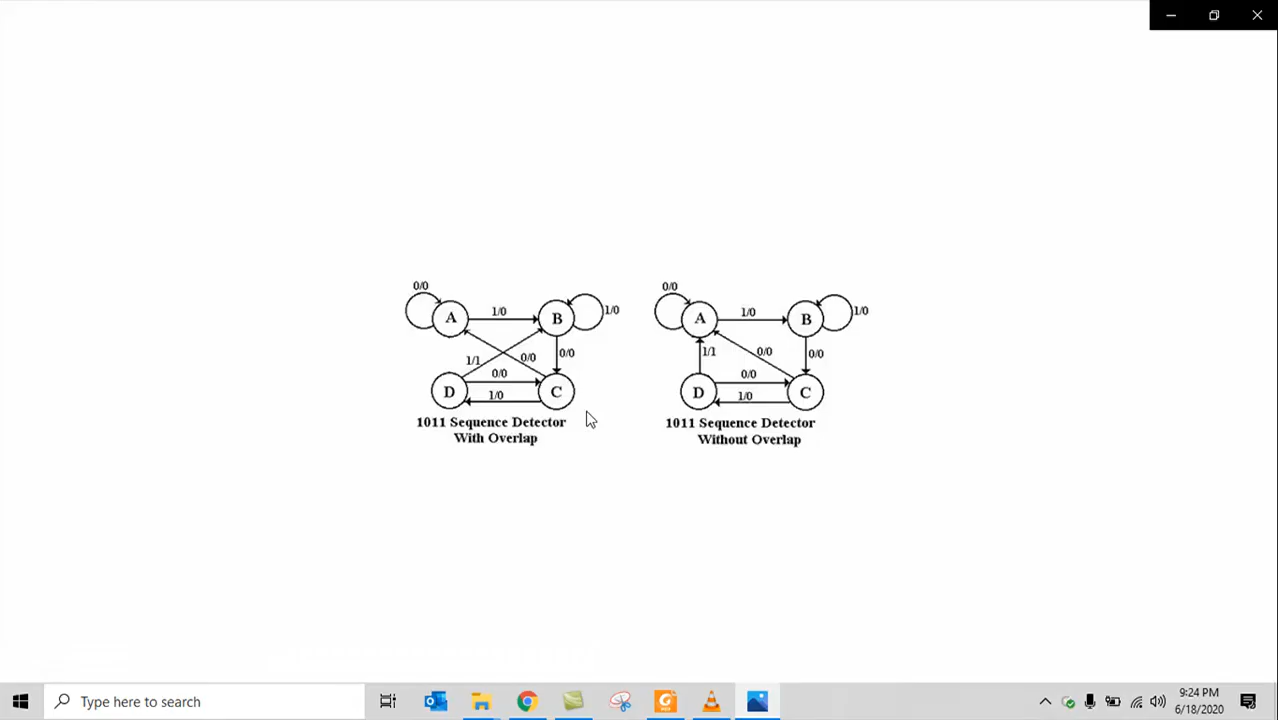 0/0
A
1/0
B
1/0
1/1
0/0
0/0
0/0
D
1/0
C
1011 Sequence Detector
With Overlap
0/0
A
1/0
B
1/0
1/1
0/0
0/0
0/0
D
1/0
C
1011 Sequence Detector
Without Overlap
Type here to search
9:24 PM
6/18/2020